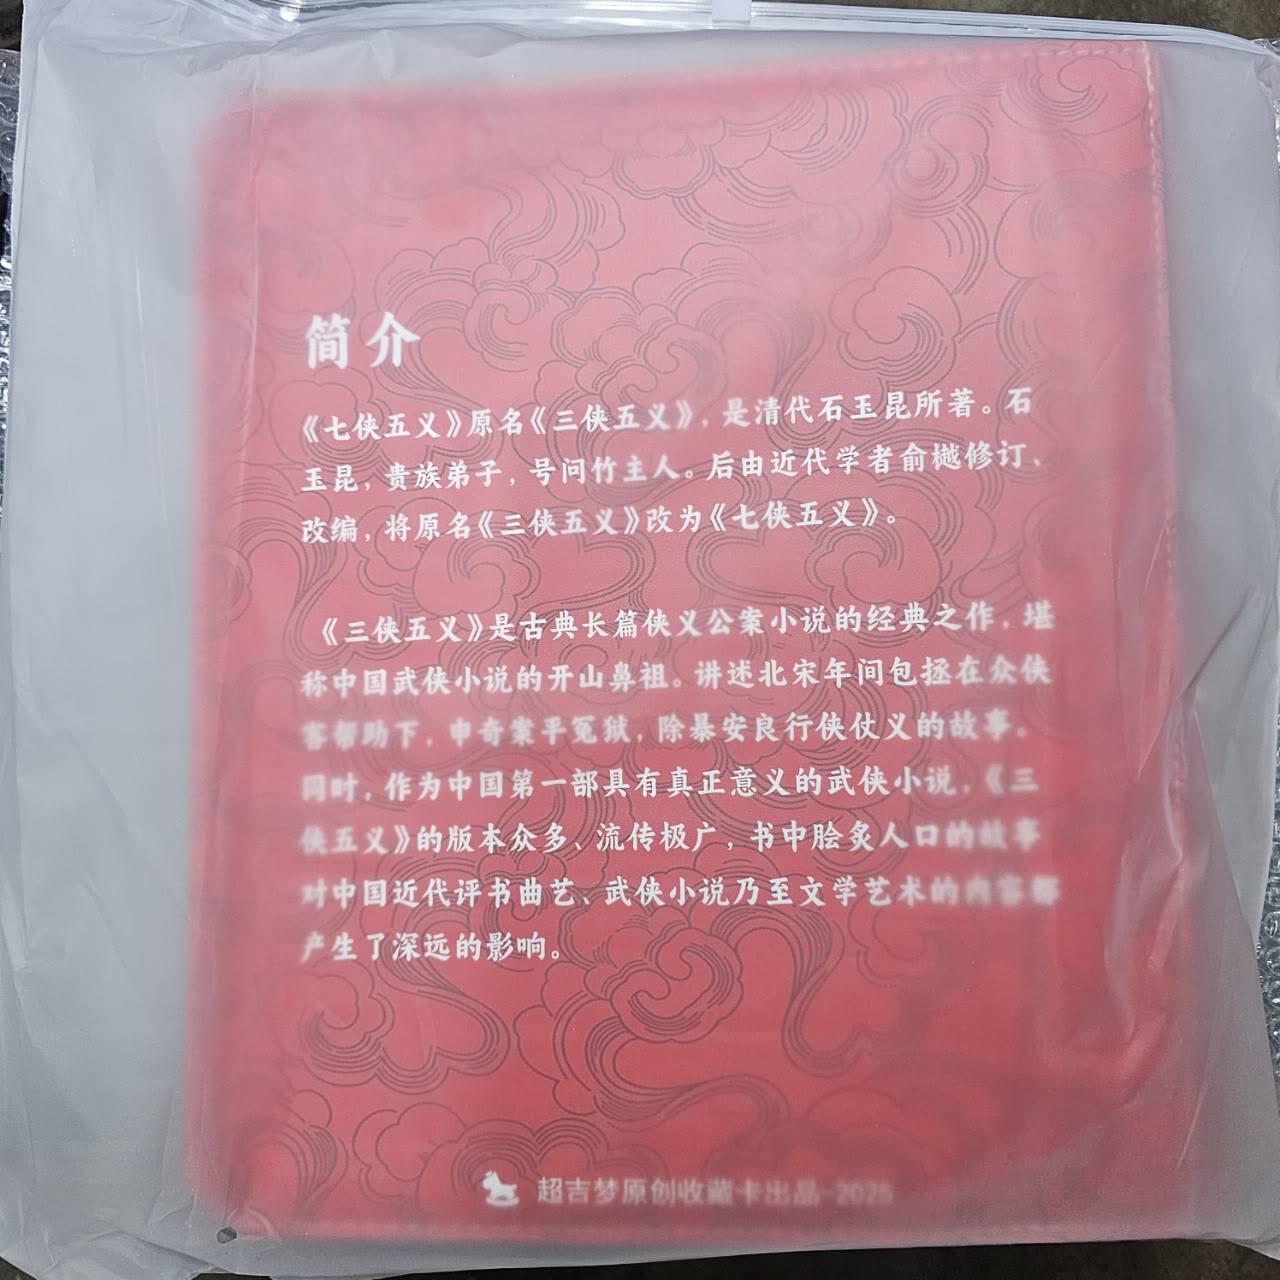 简介
《七侠五义》原名《三侠五义》，是清代石玉昆所著。石
玉昆，贵族弟子，号问竹主人。后由近代学者俞樾修订、
改编，将原名《三侠五义》改为《七侠五义》。
《三侠五义》是古典长篇侠义公案小说的经典之作，堪
称中国武侠小说的开山鼻祖。讲述北宋年间包拯在众侠
客帮助下，申奇案平冤狱，除暴安良行侠仗义的故事。
同时，作为中国第一部具有真正意义的武侠小说，《三
侠五义》的版本众多、流传极广，书中脍炙人口的故事
对中国近代评书曲艺、武侠小说乃至文学艺术的内容都
产生了深远的影响。
超吉梦原创收藏卡出品-2025